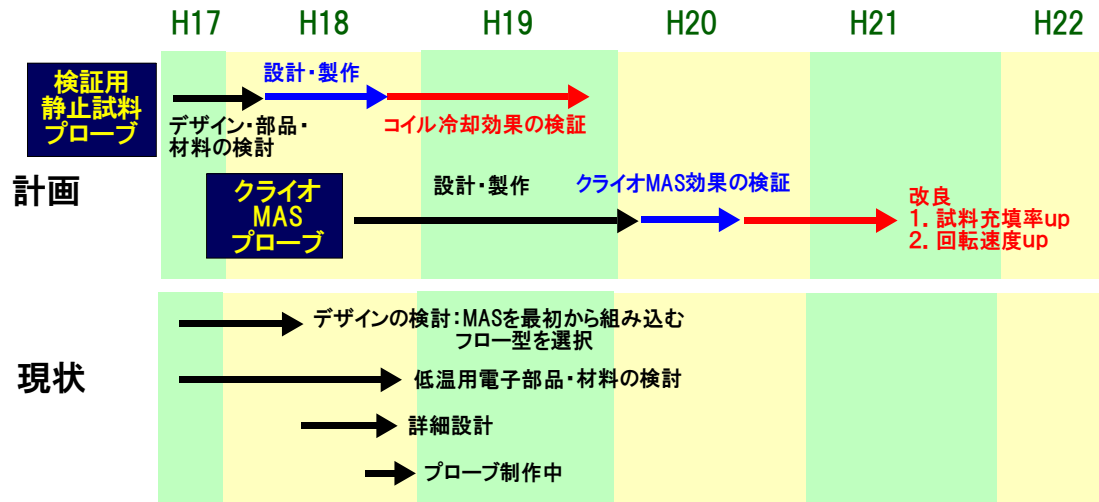 H17 H18 H19 H20 H21 H22
検証用
静止試料
プローブ
設計・製作
デザイン・部品・
材料の検討
コイル冷却効果の検証
計画
クライオ
MAS
プローブ
設計・製作
クライオMAS効果の検証
改良
1. 試料充填率up
2. 回転速度up
現状
デザインの検討:MASを最初から組み込む
フロー型を選択
低温用電子部品・材料の検討
詳細設計
プローブ制作中